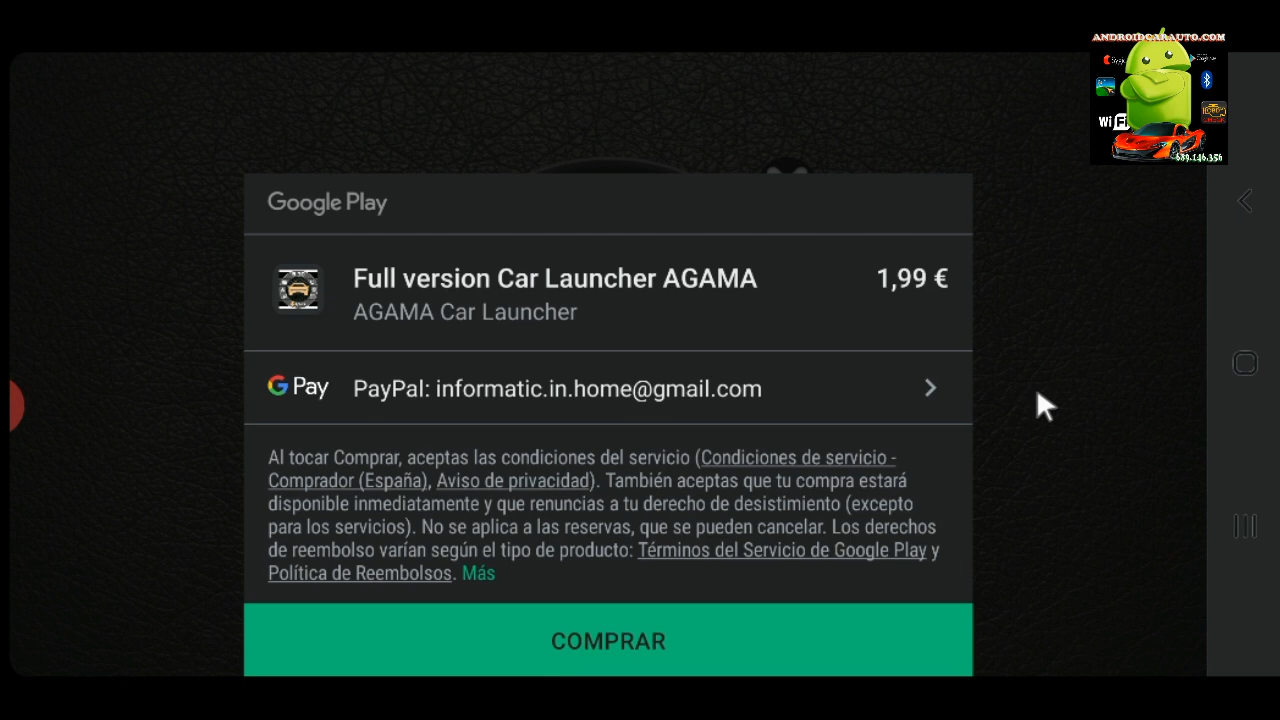 ANDROIDCARAUTO.COM
WiFi
689.146.356
Google Play
Full version Car Launcher AGAMA
1,99 €
AGAMA Car Launcher
G Pay
PayPal: informatic.in.home@gmail.com
Al tocar Comprar, aceptas las condiciones del servicio (Condiciones de servicio -
Comprador (España), Aviso de privacidad). También aceptas que tu compra estará
disponible inmediatamente y que renuncias a tu derecho de desistimiento (excepto
para los servicios). No se aplica a las reservas, que se pueden cancelar. Los derechos
de reembolso varían según el tipo de producto: Términos del Servicio de Google Play y
Política de Reembolsos. Más
COMPRAR